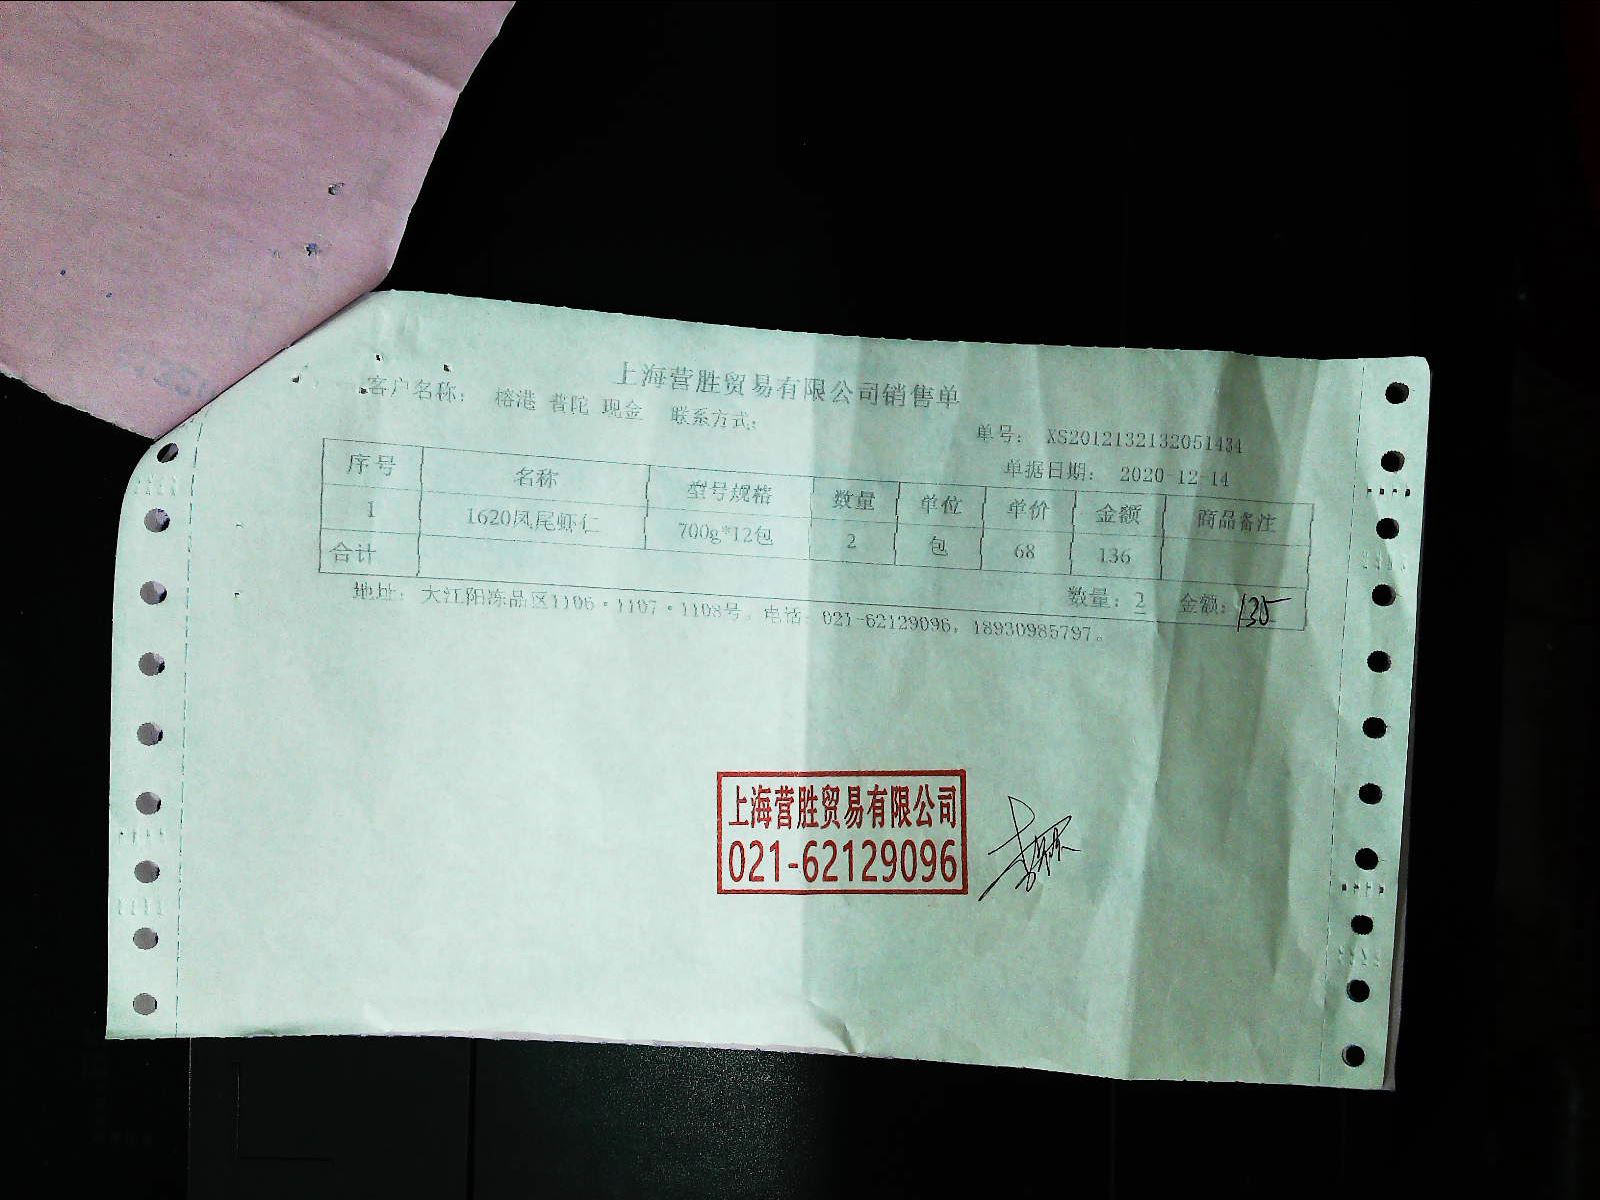 上海营胜贸易有限公司销售单
客户名称： 榕港 普陀 现金 联系方式：
单号： XS2012132132051434
单据日期： 2020-12-14
序号 名称 型号规格 数量 单位 单价 金额 商品备注
1 1620凤尾虾仁 700g*12包 2 包 68 136
合计 数量：2 金额：135
地址： 大江阳冻品区1106·1107·1108号。电话：021-62129096，18930985797。
上海营胜贸易有限公司
021-62129096